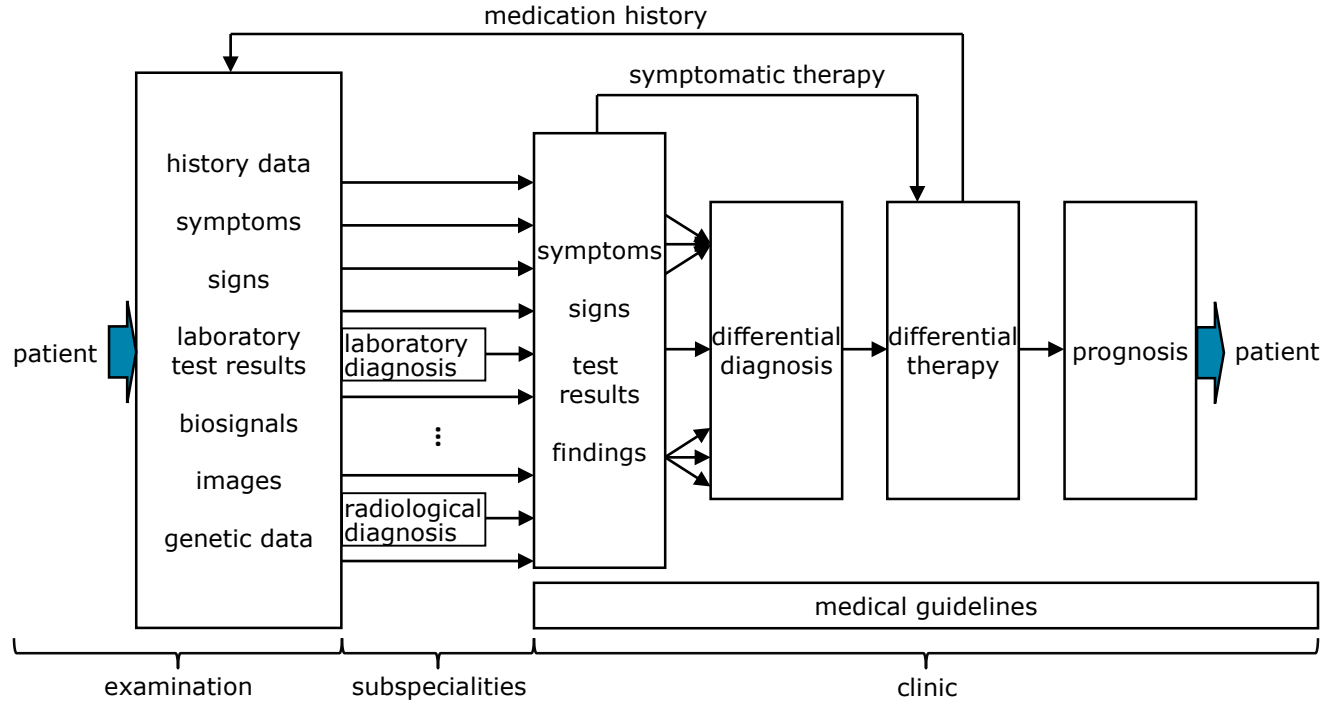 medication history
symptomatic therapy
history data
symptoms
signs
laboratory
test results
biosignals
images
genetic data
patient
laboratory
diagnosis
...
radiological
diagnosis
symptoms
signs
test
results
findings
differential
diagnosis
differential
therapy
prognosis
patient
medical guidelines
examination
subspecialities
clinic